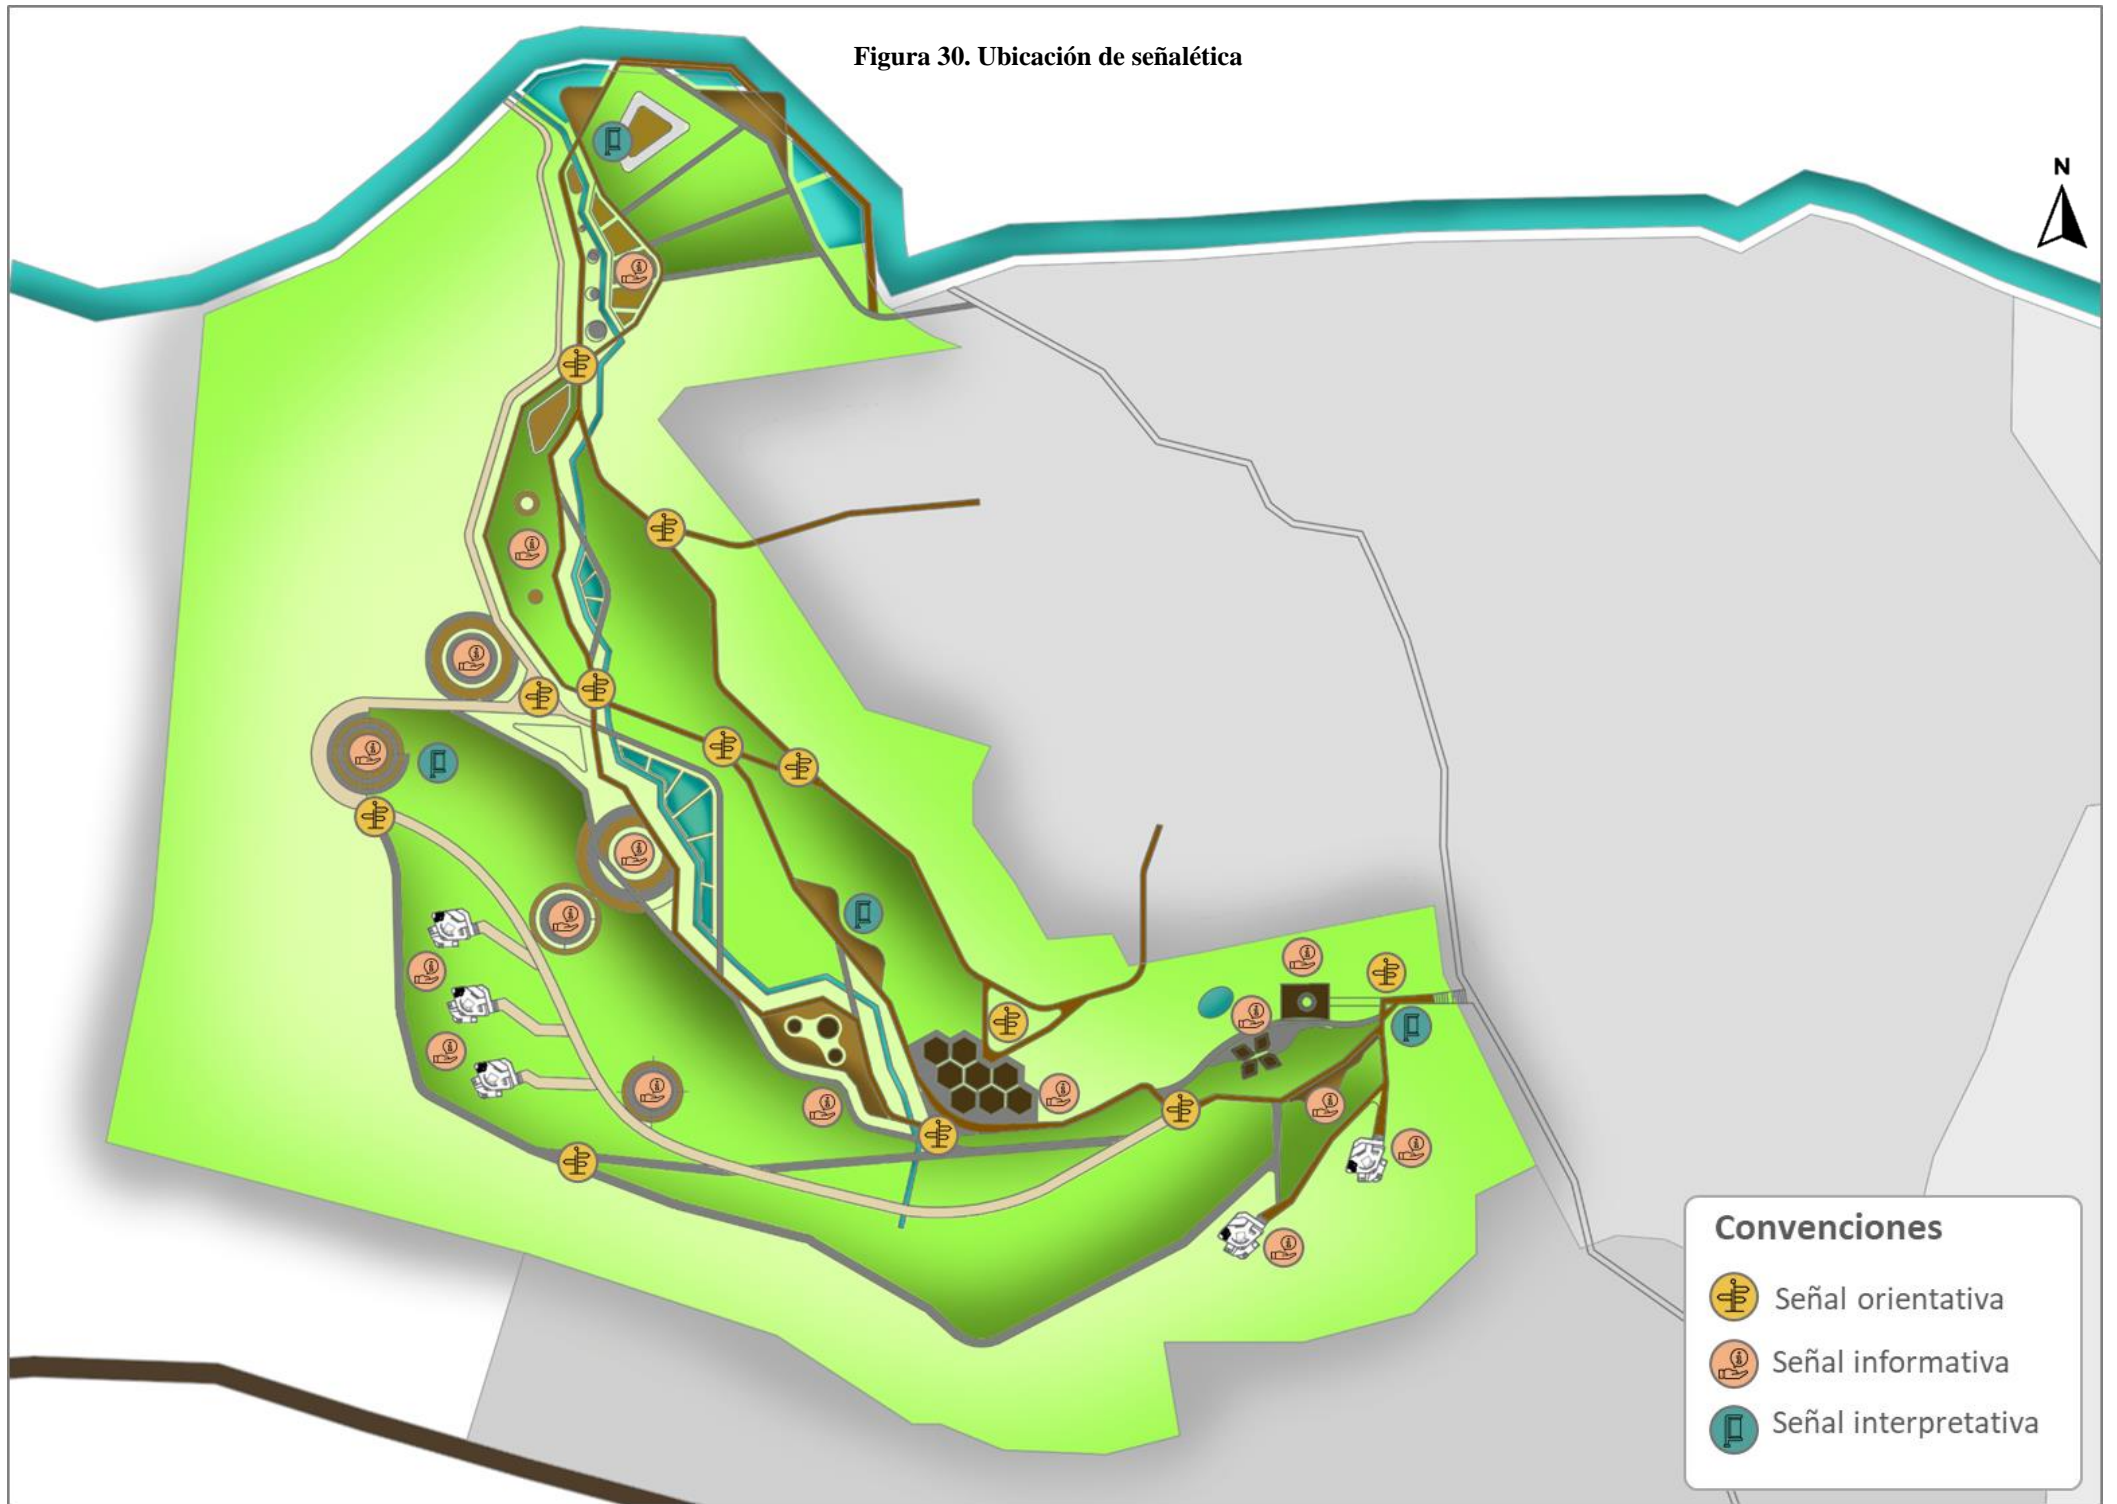 Figura 30. Ubicación de señalética
N
Convenciones
Señal orientativa
Señal informativa
Señal interpretativa